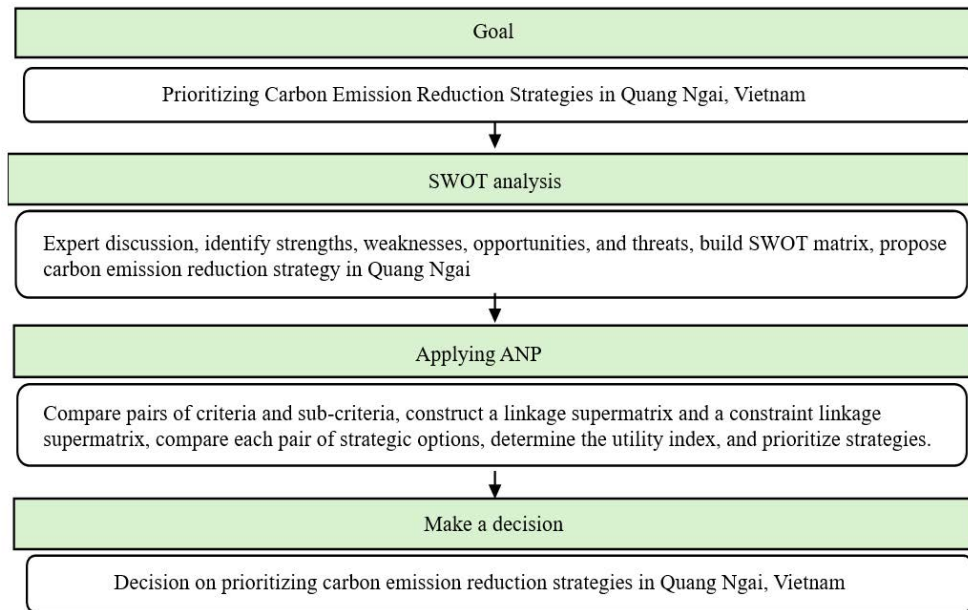 Goal
Prioritizing Carbon Emission Reduction Strategies in Quang Ngai, Vietnam
SWOT analysis
Expert discussion, identify strengths, weaknesses, opportunities, and threats, build SWOT matrix, propose
carbon emission reduction strategy in Quang Ngai
Applying ANP
Compare pairs of criteria and sub-criteria, construct a linkage supermatrix and a constraint linkage
supermatrix, compare each pair of strategic options, determine the utility index, and prioritize strategies.
Make a decision
Decision on prioritizing carbon emission reduction strategies in Quang Ngai, Vietnam